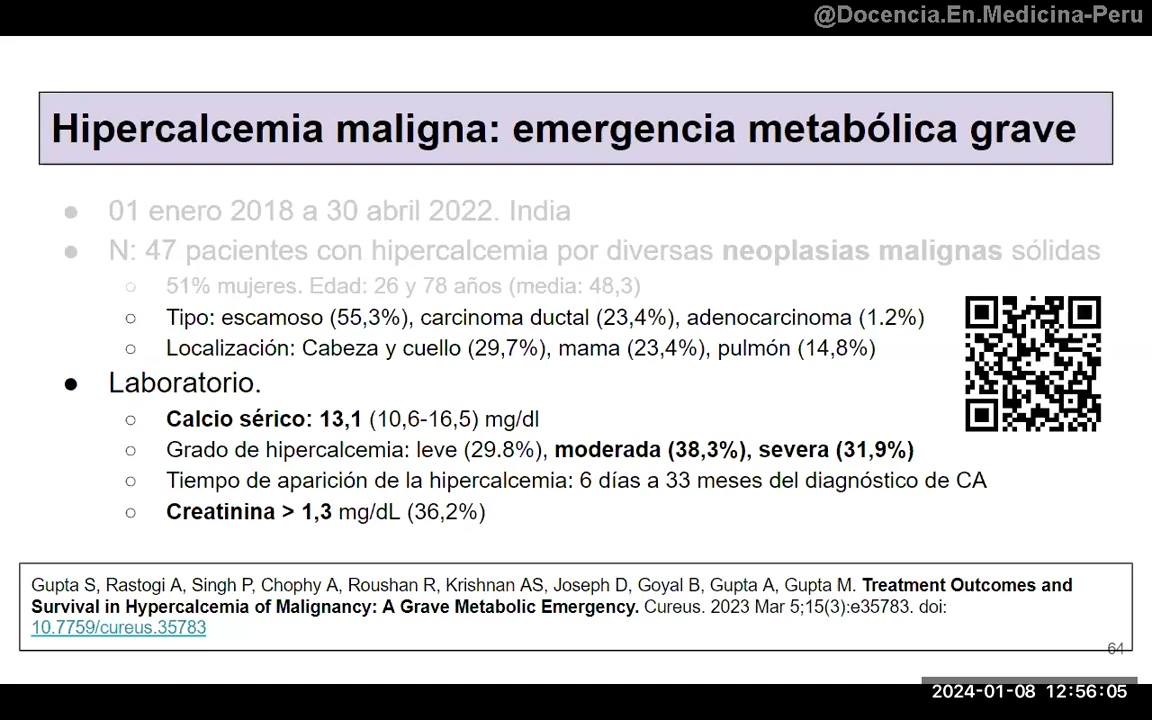 @Docencia.En.Medicina-Peru
Hipercalcemia maligna: emergencia metabólica grave
● 01 enero 2018 a 30 abril 2022. India
● N: 47 pacientes con hipercalcemia por diversas neoplasias malignas sólidas
○ 51% mujeres. Edad: 26 y 78 años (media: 48,3)
○ Tipo: escamoso (55,3%), carcinoma ductal (23,4%), adenocarcinoma (1.2%)
○ Localización: Cabeza y cuello (29,7%), mama (23,4%), pulmón (14,8%)
● Laboratorio.
○ Calcio sérico: 13,1 (10,6-16,5) mg/dl
○ Grado de hipercalcemia: leve (29.8%), moderada (38,3%), severa (31,9%)
○ Tiempo de aparición de la hipercalcemia: 6 días a 33 meses del diagnóstico de CA
○ Creatinina > 1,3 mg/dL (36,2%)
Gupta S, Rastogi A, Singh P, Chophy A, Roushan R, Krishnan AS, Joseph D, Goyal B, Gupta A, Gupta M. Treatment Outcomes and
Survival in Hypercalcemia of Malignancy: A Grave Metabolic Emergency. Cureus. 2023 Mar 5;15(3):e35783. doi:
10.7759/cureus.35783
64
2024-01-08 12:56:05